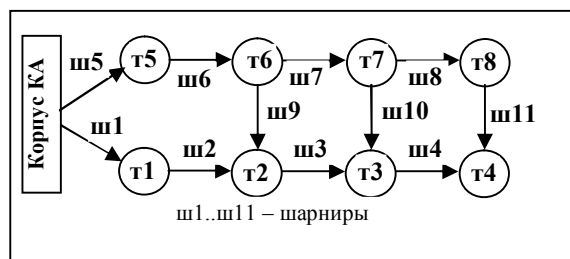 Корпус КА
ш5
т5
ш6
т6
ш7
т7
ш8
т8
ш9
ш10
ш11
ш1
т1
ш2
т2
ш3
т3
ш4
т4
ш1..ш11 – шарниры